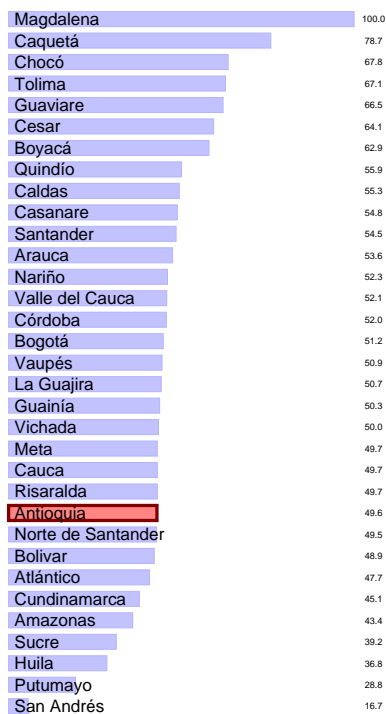 Magdalena 100.0
Caquetá 78.7
Chocó 67.8
Tolima 67.1
Guaviare 66.5
Cesar 64.1
Boyacá 62.9
Quindío 55.9
Caldas 55.3
Casanare 54.8
Santander 54.5
Arauca 53.6
Nariño 52.3
Valle del Cauca 52.1
Córdoba 52.0
Bogotá 51.2
Vaupés 50.9
La Guajira 50.7
Guainía 50.3
Vichada 50.0
Meta 49.7
Cauca 49.7
Risaralda 49.7
Antioquia 49.6
Norte de Santander 49.5
Bolivar 48.9
Atlántico 47.7
Cundinamarca 45.1
Amazonas 43.4
Sucre 39.2
Huila 36.8
Putumayo 28.8
San Andrés 16.7